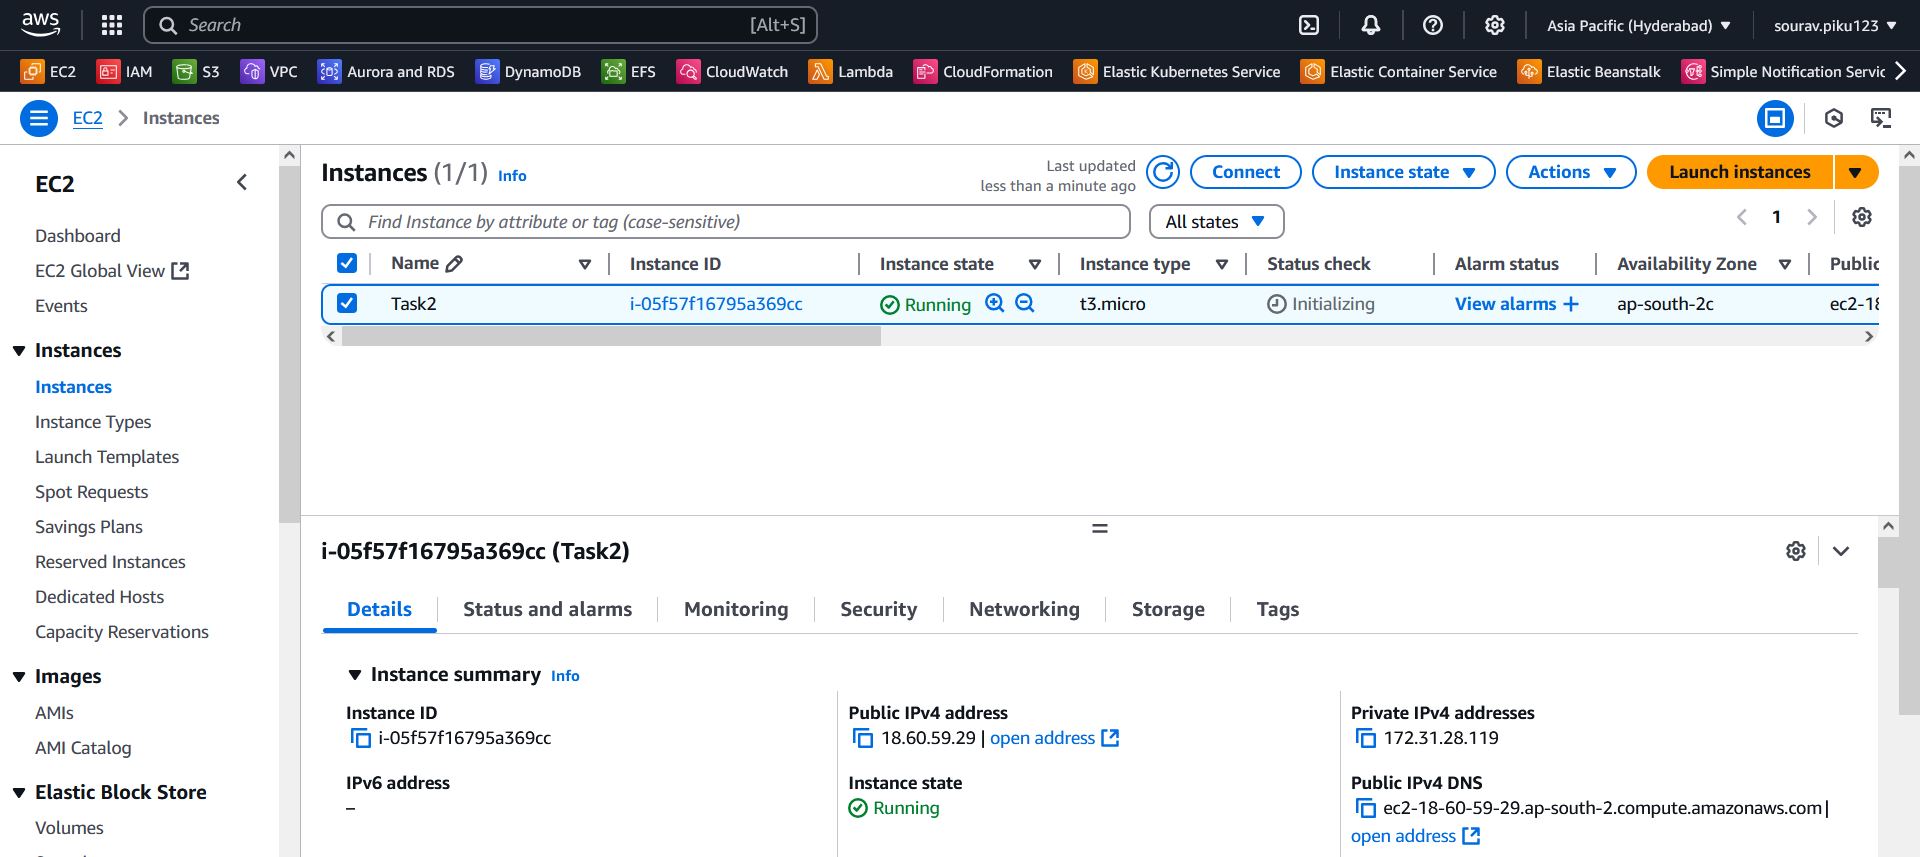 aws
Search [Alt+S]
Asia Pacific (Hyderabad)
sourav.piku123
EC2 IAM S3 VPC Aurora and RDS DynamoDB EFS CloudWatch Lambda CloudFormation Elastic Kubernetes Service Elastic Container Service Elastic Beanstalk Simple Notification Servic
EC2 Instances
EC2
Dashboard
EC2 Global View
Events
Instances
Instances
Instance Types
Launch Templates
Spot Requests
Savings Plans
Reserved Instances
Dedicated Hosts
Capacity Reservations
Images
AMIs
AMI Catalog
Elastic Block Store
Volumes
Instances (1/1) Info
Last updated
less than a minute ago
Connect Instance state Actions Launch instances
Find Instance by attribute or tag (case-sensitive)
All states
1
Name Instance ID Instance state Instance type Status check Alarm status Availability Zone Public
Task2 i-05f57f16795a369cc Running t3.micro Initializing View alarms + ap-south-2c ec2-18
i-05f57f16795a369cc (Task2)
Details Status and alarms Monitoring Security Networking Storage Tags
Instance summary Info
Instance ID
i-05f57f16795a369cc
IPv6 address
–
Public IPv4 address
18.60.59.29 | open address
Instance state
Running
Private IPv4 addresses
172.31.28.119
Public IPv4 DNS
ec2-18-60-59-29.ap-south-2.compute.amazonaws.com |
open address